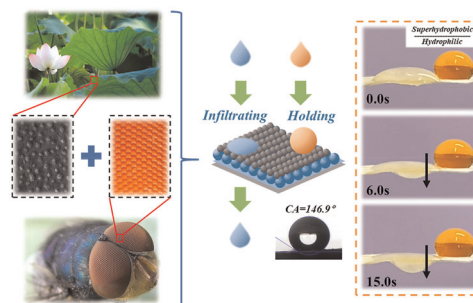 Infiltrating
Holding
CA=146.9°
Superhydrophobic
Hydrophilic
0.0s
6.0s
15.0s